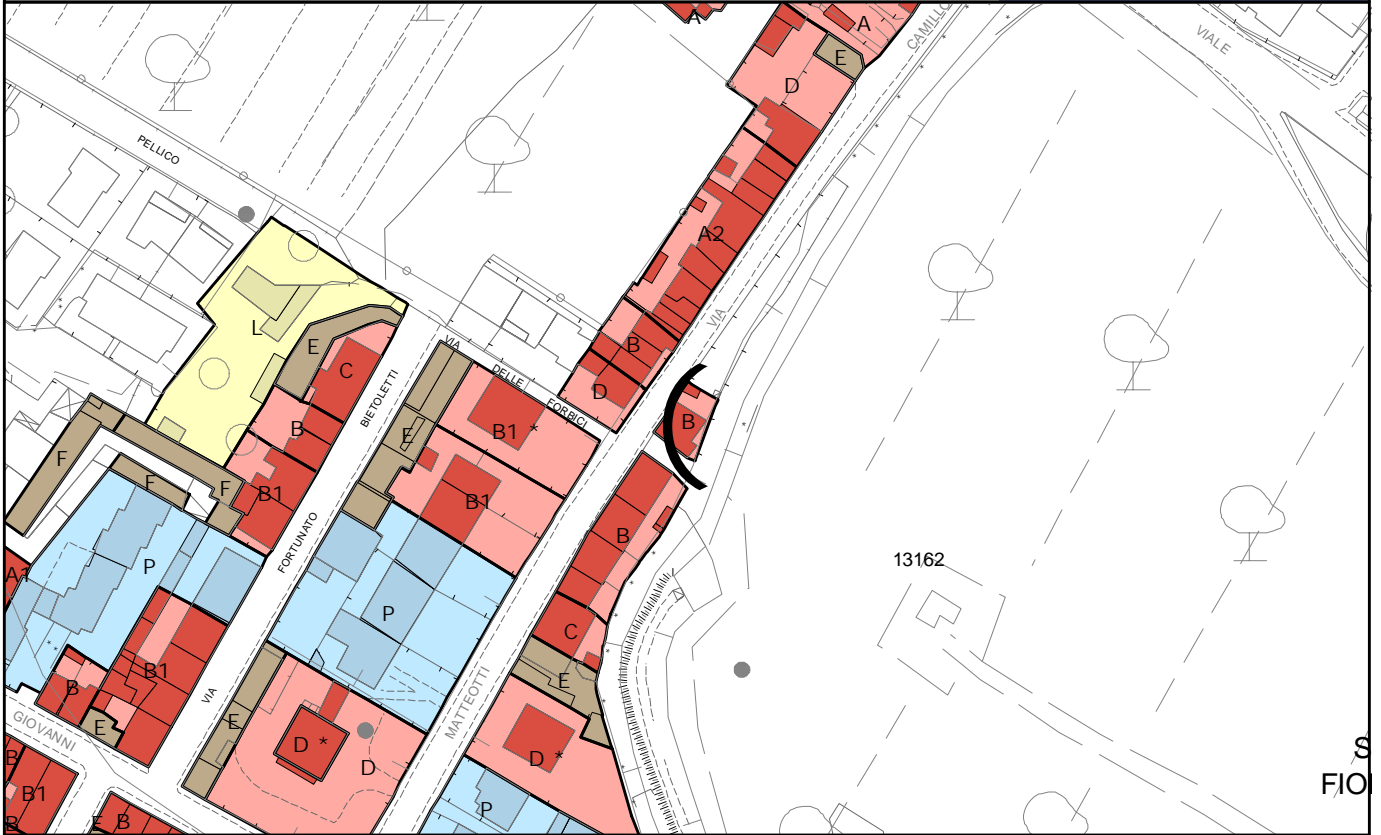 A
A
CAMILLO
VIALE
E
D
PELLICO
A2
VIA
L
E
B
C
VIA
DELLE
D
BIETOLETTI
FORBICI
B
B
E
B1 *
F
F
F
B1
B1
B
FORTUNATO
13162
A1
P
P
C
B1
MATTEOTTI
E
B
VIA
GIOVANNI
E
E
D *
D
D *
B
B1
P
B
E
B
S
FIO